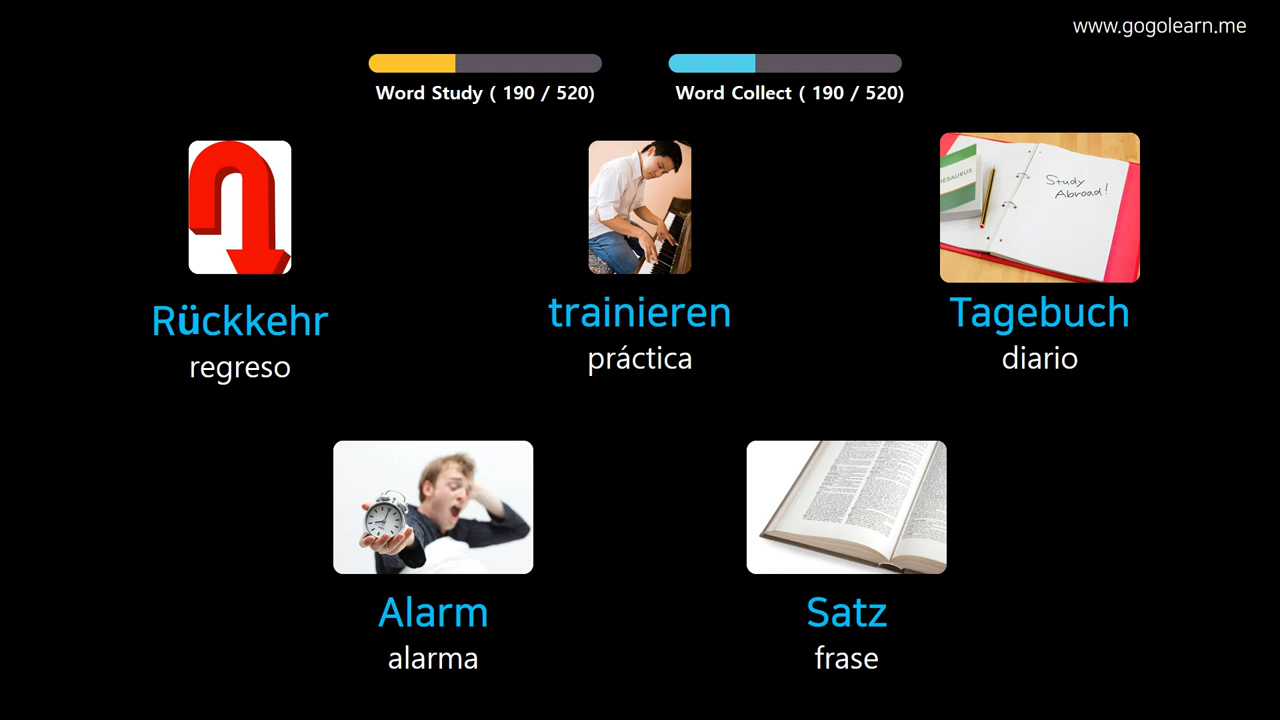 www.gogolearn.me
Word Study ( 190 / 520)
Word Collect ( 190 / 520)
ESAURUS
Study
Abroad!
Rückkehr
regreso
trainieren
práctica
Tagebuch
diario
Alarm
alarma
Satz
frase